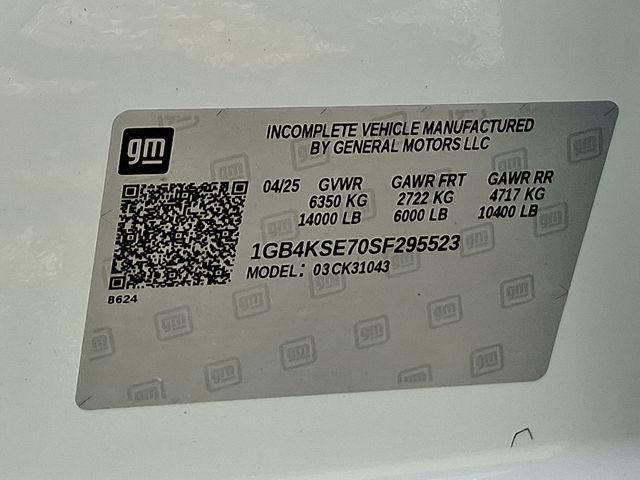 gm
INCOMPLETE VEHICLE MANUFACTURED
BY GENERAL MOTORS LLC
04/25 GVWR GAWR FRT GAWR RR
6350 KG 2722 KG 4717 KG
14000 LB 6000 LB 10400 LB
1GB4KSE70SF295523
MODEL: 03CK31043
8624